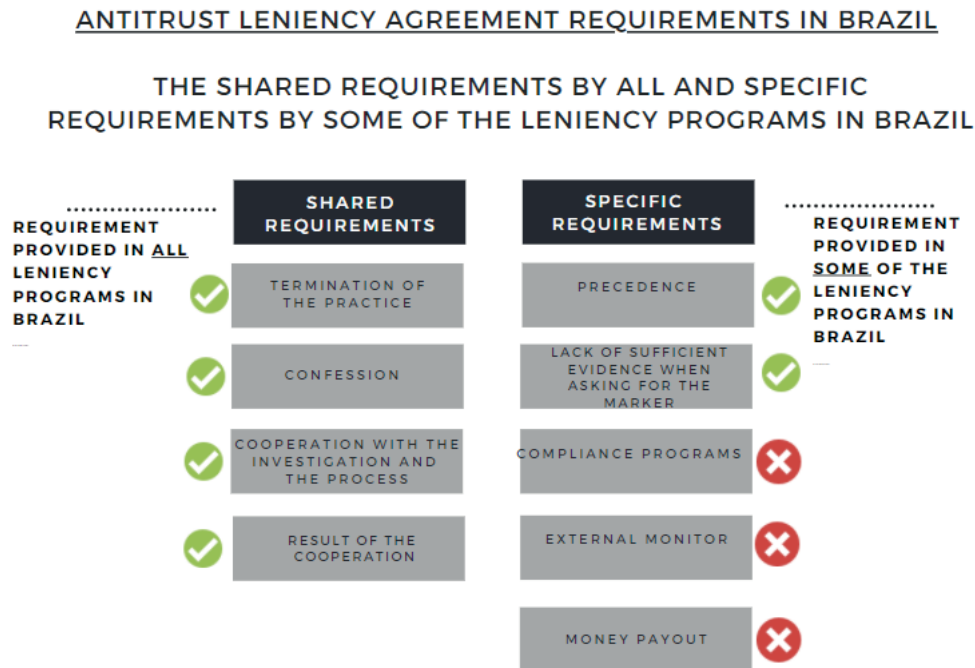 ANTITRUST LENIENCY AGREEMENT REQUIREMENTS IN BRAZIL
THE SHARED REQUIREMENTS BY ALL AND SPECIFIC
REQUIREMENTS BY SOME OF THE LENIENCY PROGRAMS IN BRAZIL
REQUIREMENT
PROVIDED IN ALL
LENIENCY
PROGRAMS IN
BRAZIL
SHARED
REQUIREMENTS
TERMINATION OF
THE PRACTICE
CONFESSION
COOPERATION WITH THE
INVESTIGATION AND
THE PROCESS
RESULT OF THE
COOPERATION
SPECIFIC
REQUIREMENTS
PRECEDENCE
LACK OF SUFFICIENT
EVIDENCE WHEN
ASKING FOR THE
MARKER
COMPLIANCE PROGRAMS
EXTERNAL MONITOR
MONEY PAYOUT
REQUIREMENT
PROVIDED IN
SOME OF THE
LENIENCY
PROGRAMS IN
BRAZIL